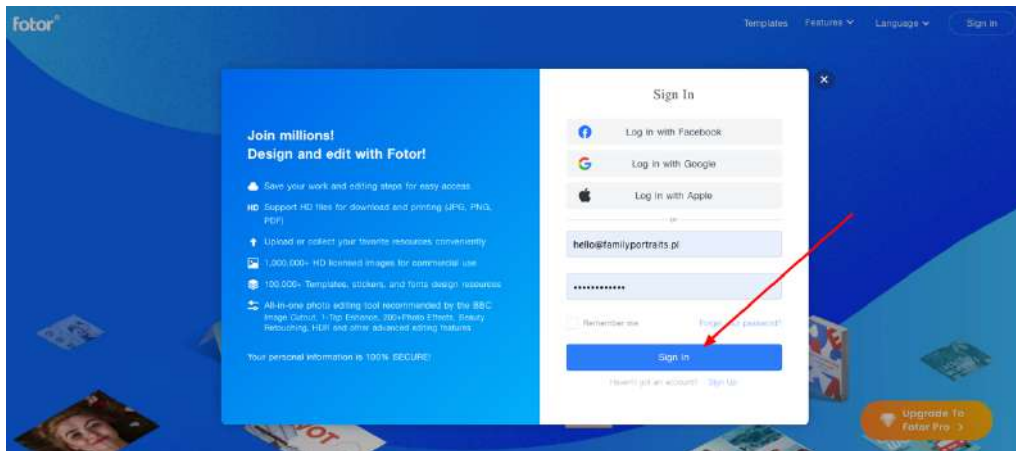 fotor®
Templates Features Language Sign In
Sign In
Join millions!
Design and edit with Fotor!
Save your work and editing steps for easy access
HD Support HD files for download and printing (JPG, PNG,
PDF)
Upload or collect your favorite resources conveniently
1,000,000+ HD licensed images for commercial use
100,000+ Templates, stickers, and fonts design resources
All-in-one photo editing tool recommended by the BBC
Image Cutout, 1-Tap Enhance, 200+Photo Effects, Beauty
Retouching, HDR and other advanced editing features
Your personal information is 100% SECURE!
Log in with Facebook
Log in with Google
Log in with Apple
or
hello@familyportraits.pl
••••••••••••
Remember me Forgot your password?
Sign In
Haven't got an account? Sign Up
Upgrade To
Fotor Pro >